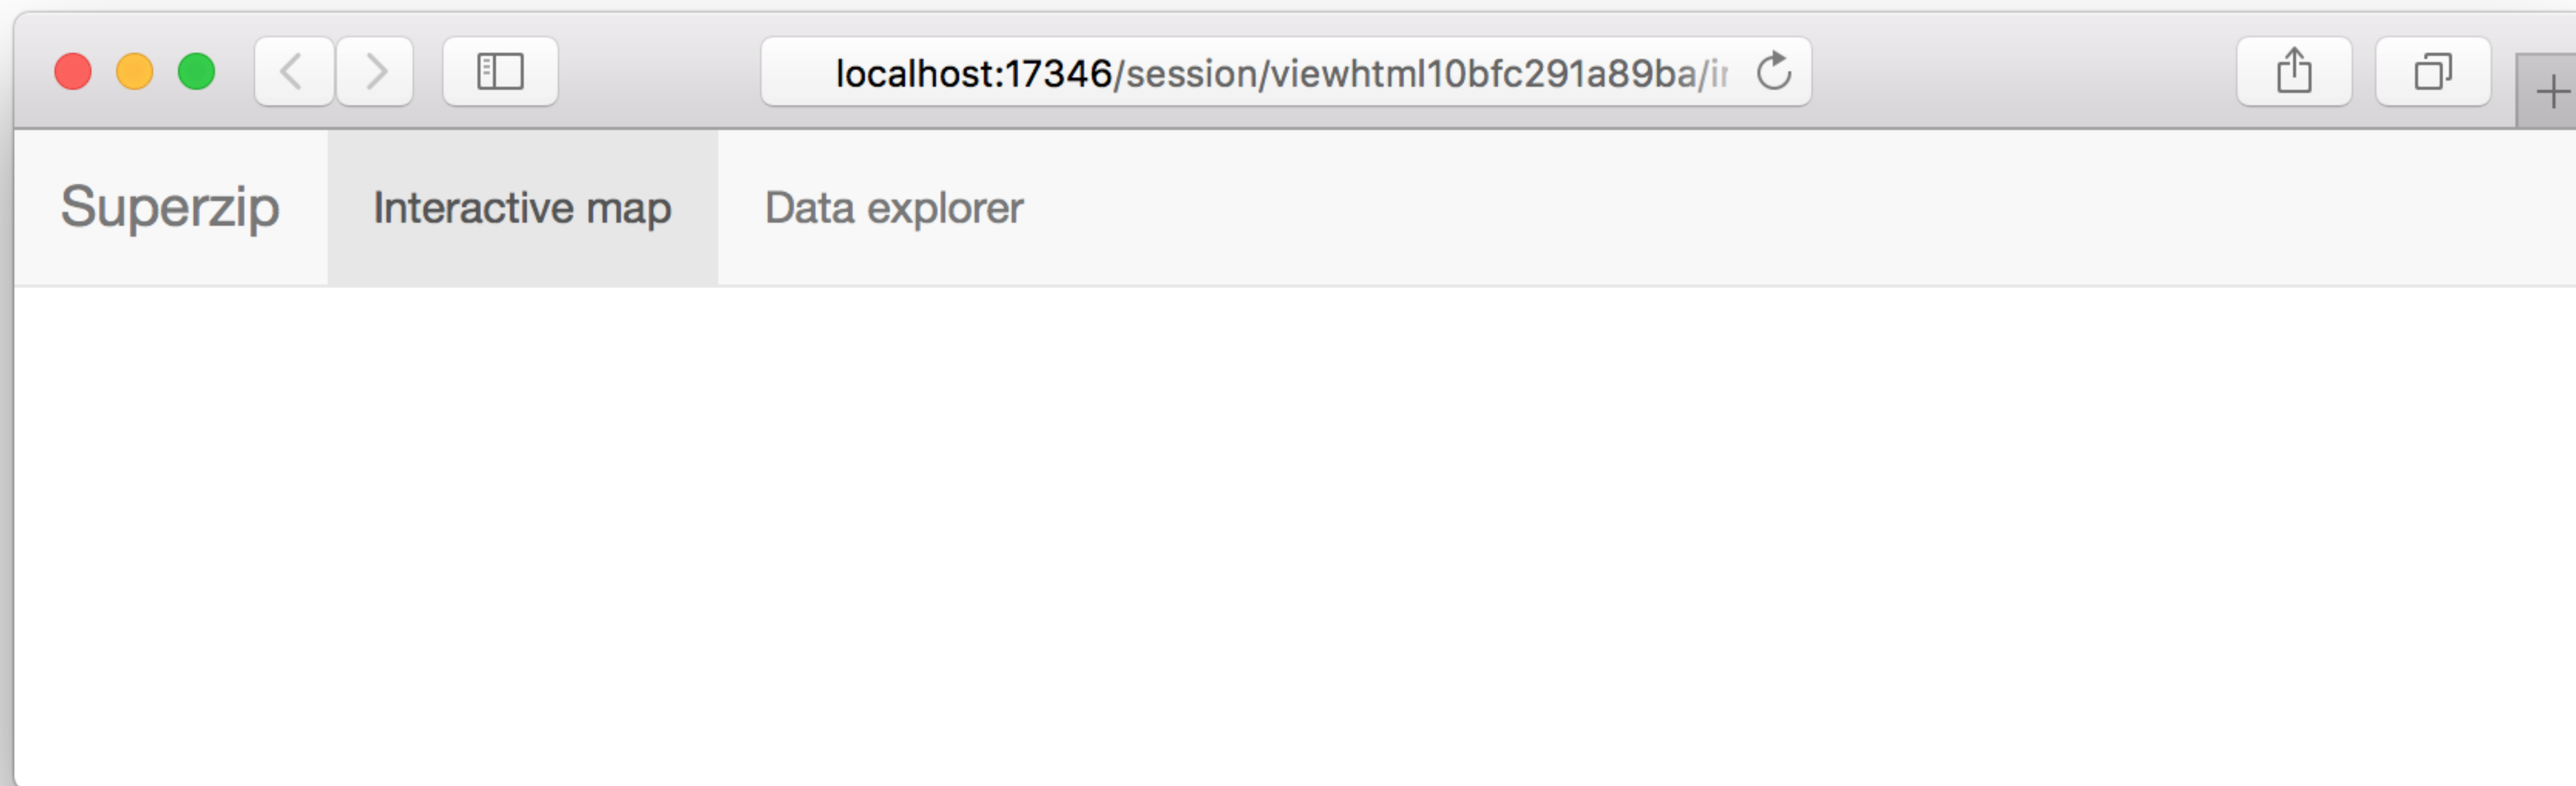 localhost:17346/session/viewhtml10bfc291a89ba/
Superzip Interactive map Data explorer